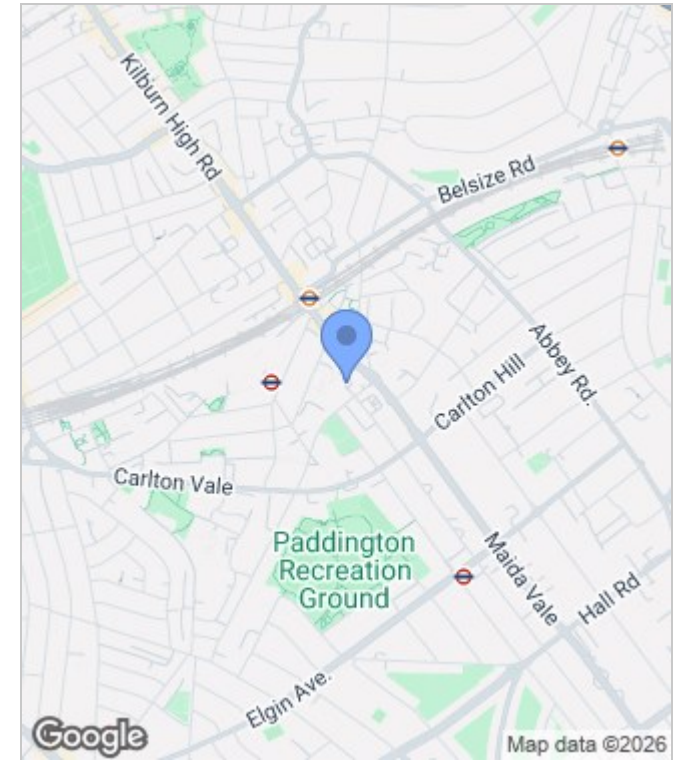 Kilburn High Rd
Belsize Rd
Abbey Rd.
Carlton Hill
Carlton Vale
Paddington
Recreation
Ground
Maida Vale
Hall Rd
Elgin Ave.
Google
Map data ©2026